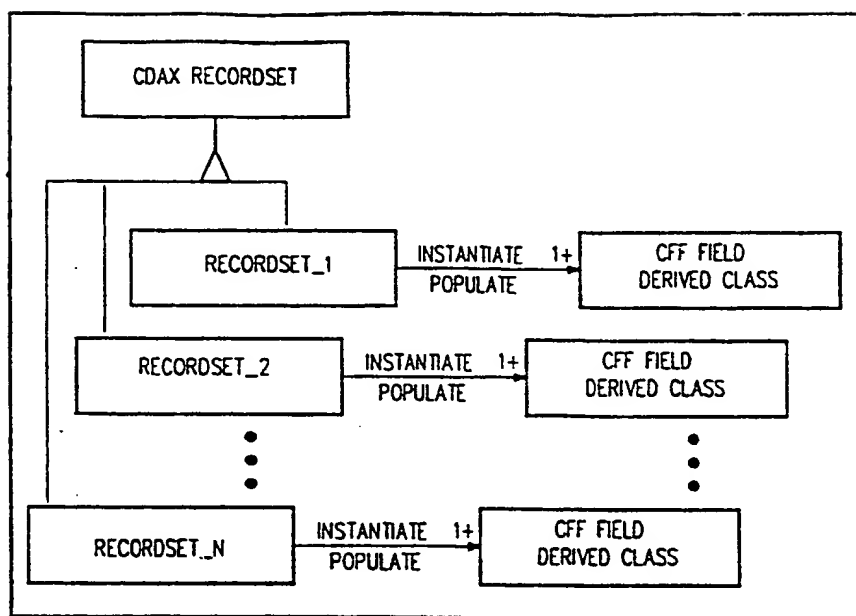 CDAX RECORDSET
RECORDSET_1
INSTANTIATE 1+
POPULATE
CFF FIELD
DERIVED CLASS
RECORDSET_2
INSTANTIATE 1+
POPULATE
CFF FIELD
DERIVED CLASS
RECORDSET_N
INSTANTIATE 1+
POPULATE
CFF FIELD
DERIVED CLASS